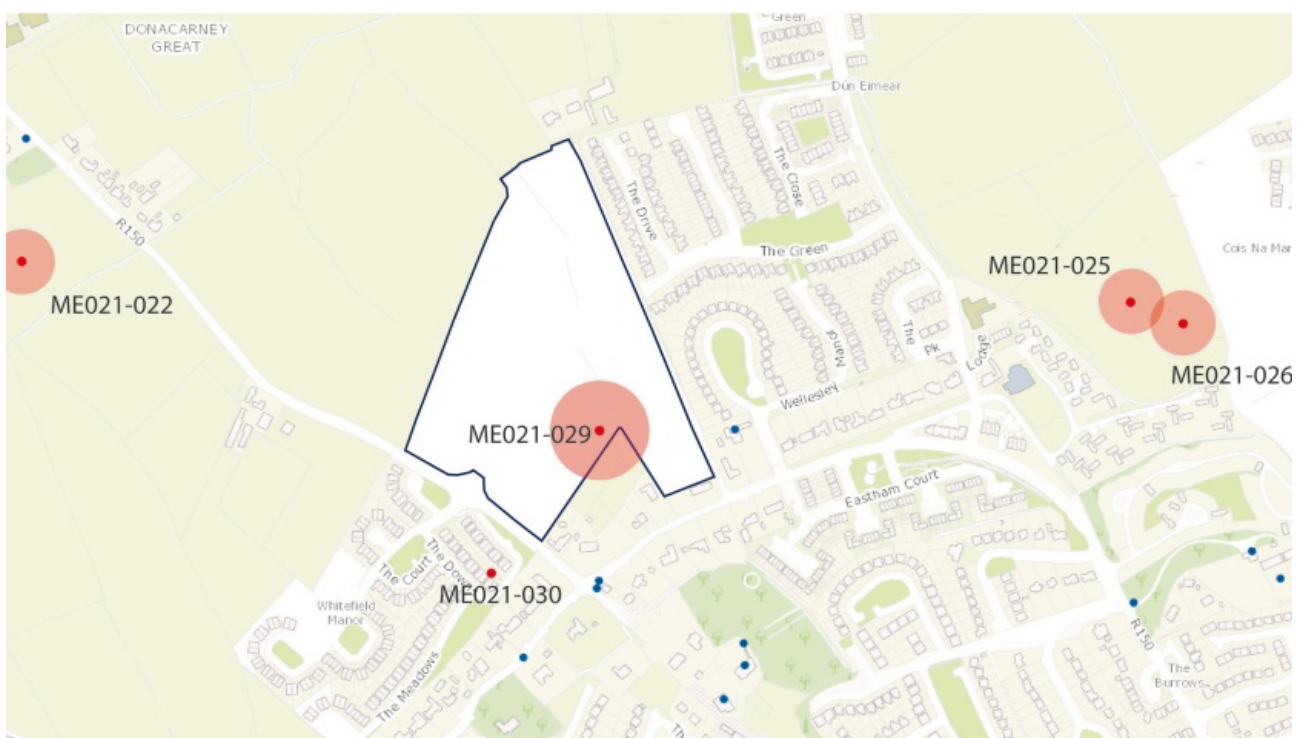 DONACARNEY
GREAT
Green
Dún Eimear
R150
The Drive
The Close
The Green
Cois Na Mar
ME021-022
ME021-025
ME021-026
Manor
The
Pk
Lodge
Wellesley
ME021-029
Eastham Court
The Court
The Dow
ME021-030
Whitefield
Manor
The Meadows
R150
The
Burrows
The